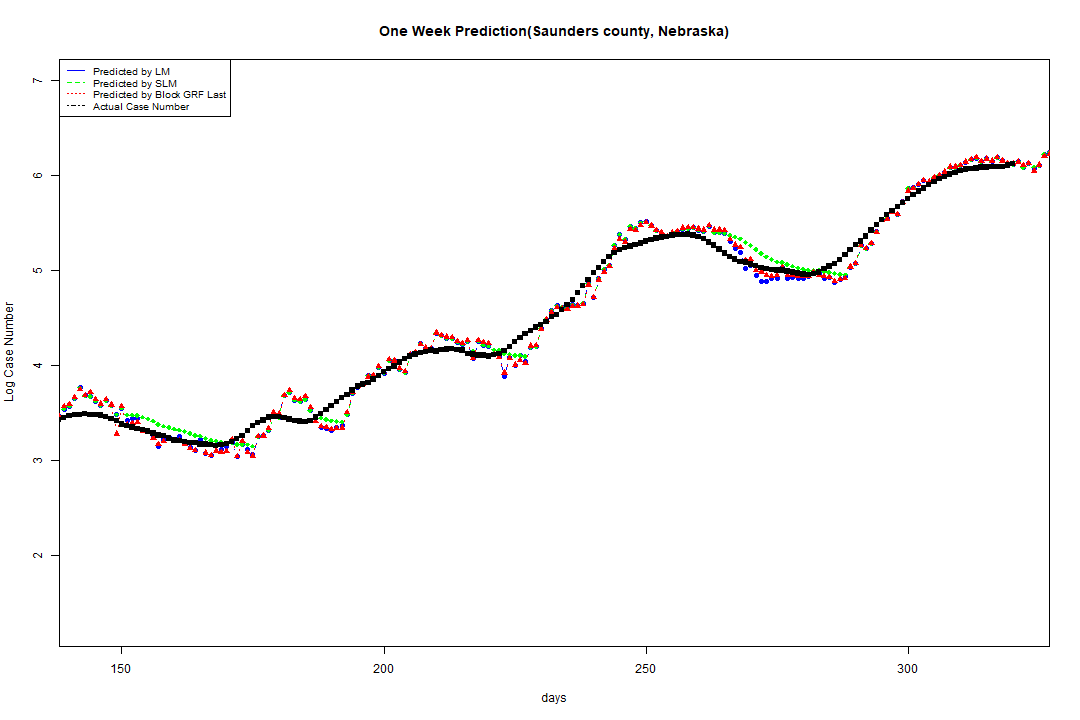 One Week Prediction(Saunders county, Nebraska)
Predicted by LM
Predicted by SLM
Predicted by Block GRF Last
Actual Case Number
7
6
5
4
3
2
Log Case Number
150 200 250 300
days